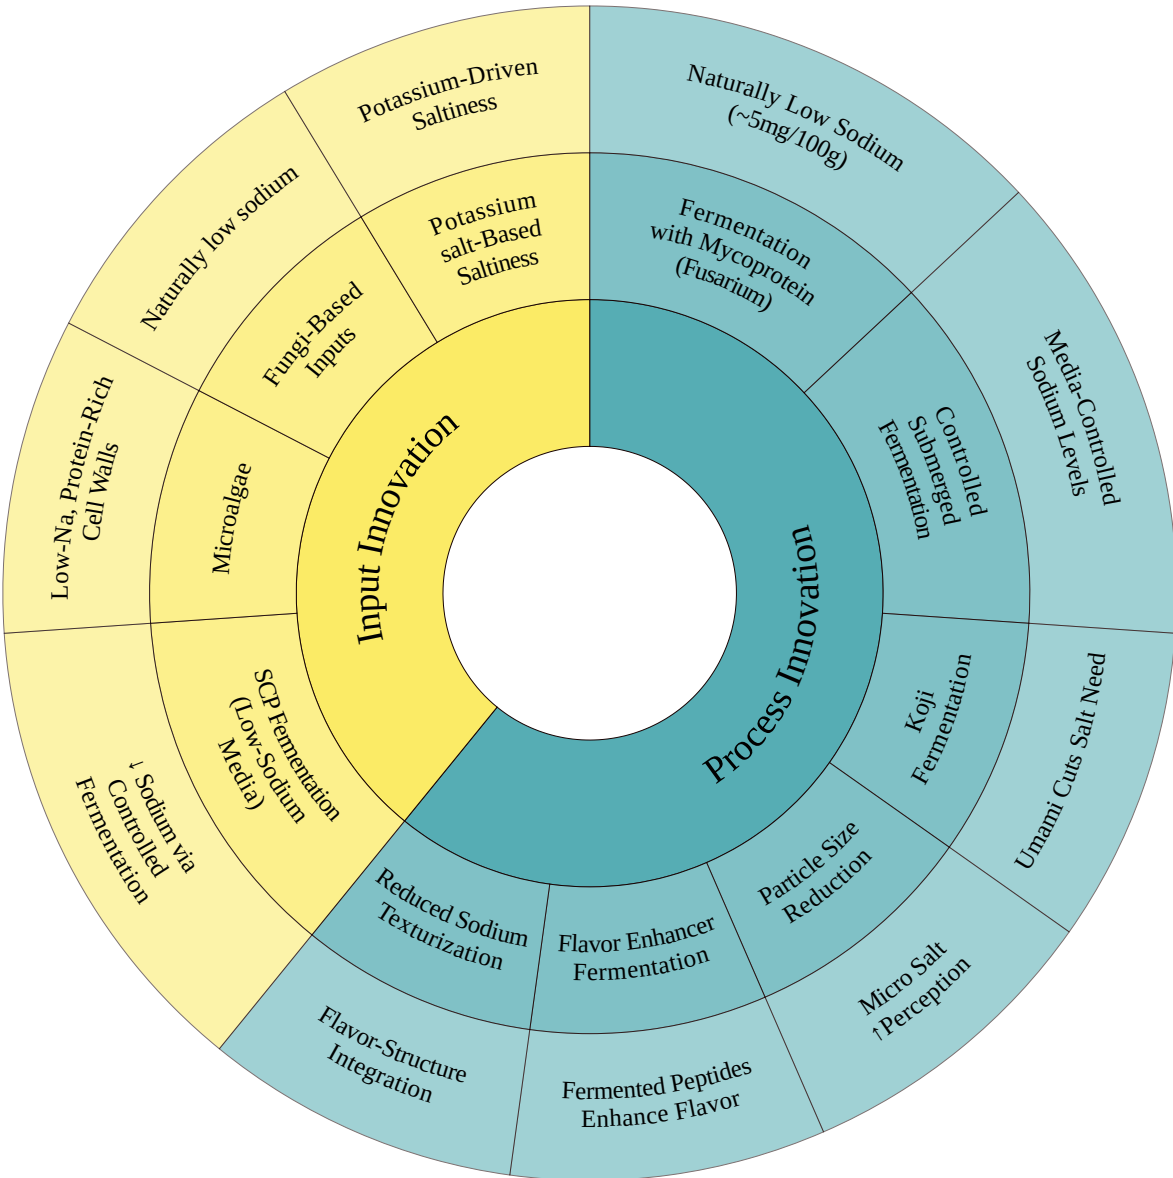 Process Innovation
Fermentation
with Mycoprotein
(Fusarium)
Naturally Low Sodium
(~5mg/100g)
Controlled
Submerged
Fermentation
Media-Controlled
Sodium Levels
Koji
Fermentation
Umami Cuts Salt Need
Particle Size
Reduction
Micro Salt
↑Perception
Flavor Enhancer
Fermentation
Fermented Peptides
Enhance Flavor
Reduced Sodium
Texturization
Flavor-Structure
Integration
Input Innovation
SCP Fermentation
(Low-Sodium
Media)
↓ Sodium via
Controlled
Fermentation
Microalgae
Low-Na, Protein-Rich
Cell Walls
Fungi-Based
Inputs
Naturally low sodium
Potassium
salt-Based
Saltiness
Potassium-Driven
Saltiness